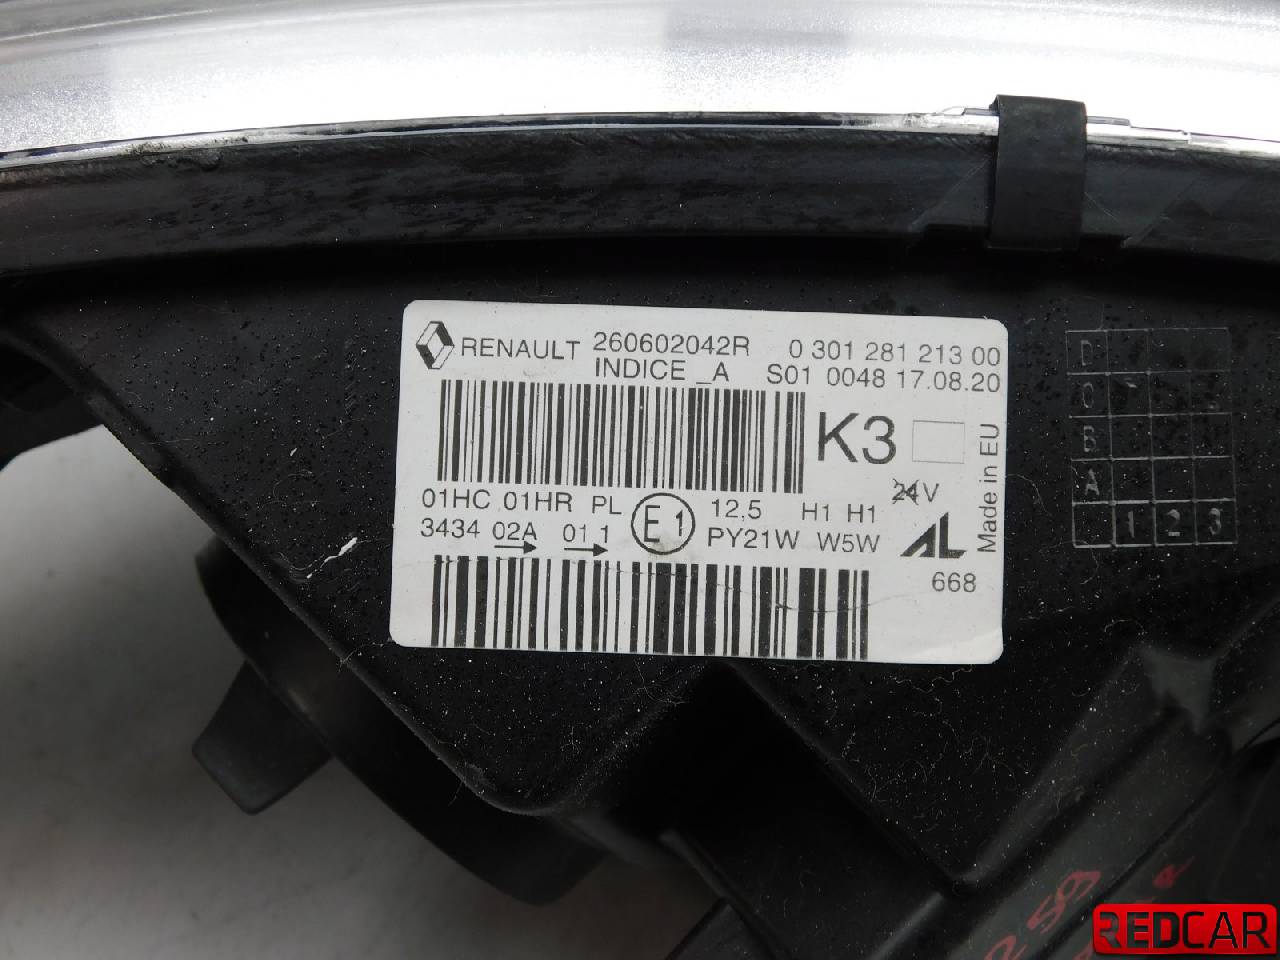 RENAULT 260602042R 0 301 281 213 00
INDICE _A S01 0048 17.08.20
K3
Made in EU
24V
01HC 01HR PL E1 12,5 H1 H1
3434 02A 01 1 PY21W W5W AL
668
D
C
B
A
1 2 3
REDCAR